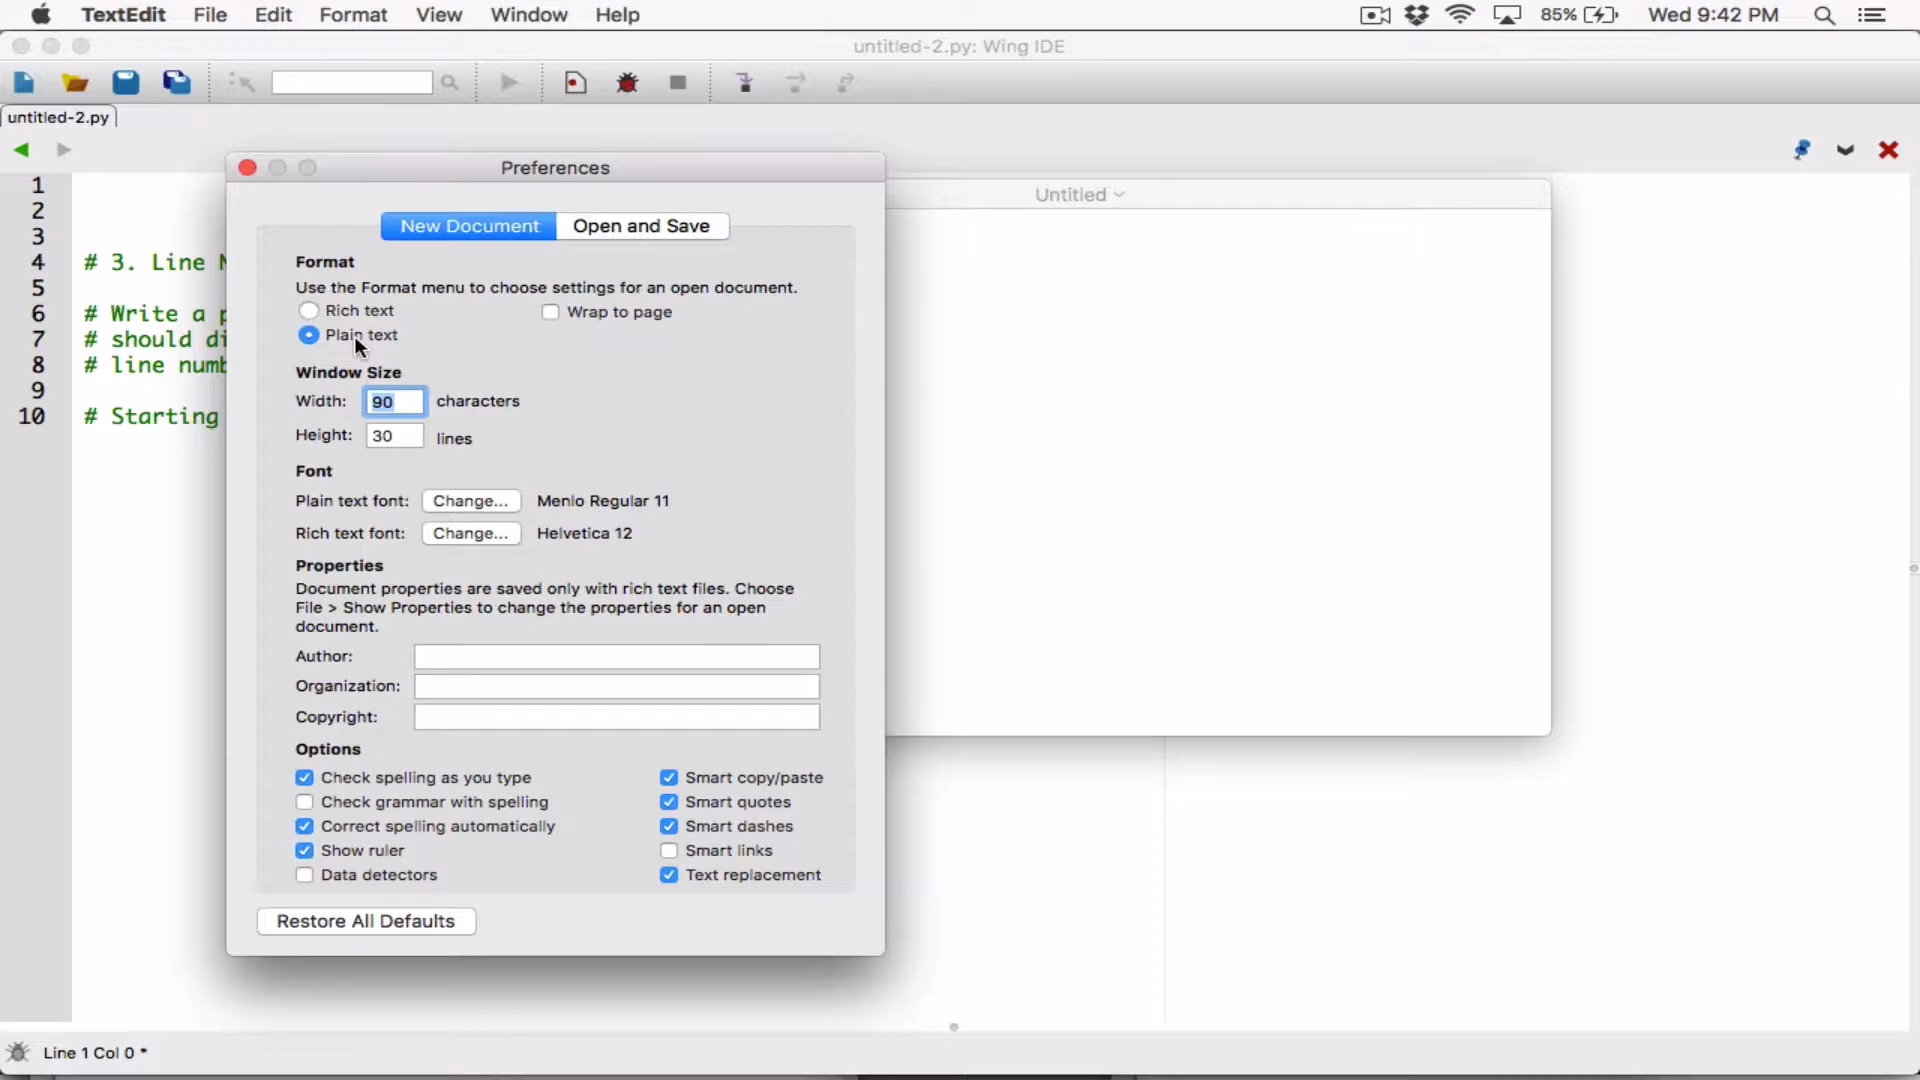 TextEdit File Edit Format View Window Help 85% Wed 9:42 PM
untitled-2.py: Wing IDE
untitled-2.py
Preferences
Untitled
New Document Open and Save
1
2
3
4 # 3. Line
5
6 # Write a
7 # should di
8 # line numb
9
10 # Starting
Format
Use the Format menu to choose settings for an open document.
Rich text Wrap to page
Plain text
Window Size
Width: 90 characters
Height: 30 lines
Font
Plain text font: Change... Menlo Regular 11
Rich text font: Change... Helvetica 12
Properties
Document properties are saved only with rich text files. Choose
File > Show Properties to change the properties for an open
document.
Author:
Organization:
Copyright:
Options
Check spelling as you type Smart copy/paste
Check grammar with spelling Smart quotes
Correct spelling automatically Smart dashes
Show ruler Smart links
Data detectors Text replacement
Restore All Defaults
Line 1 Col 0 *